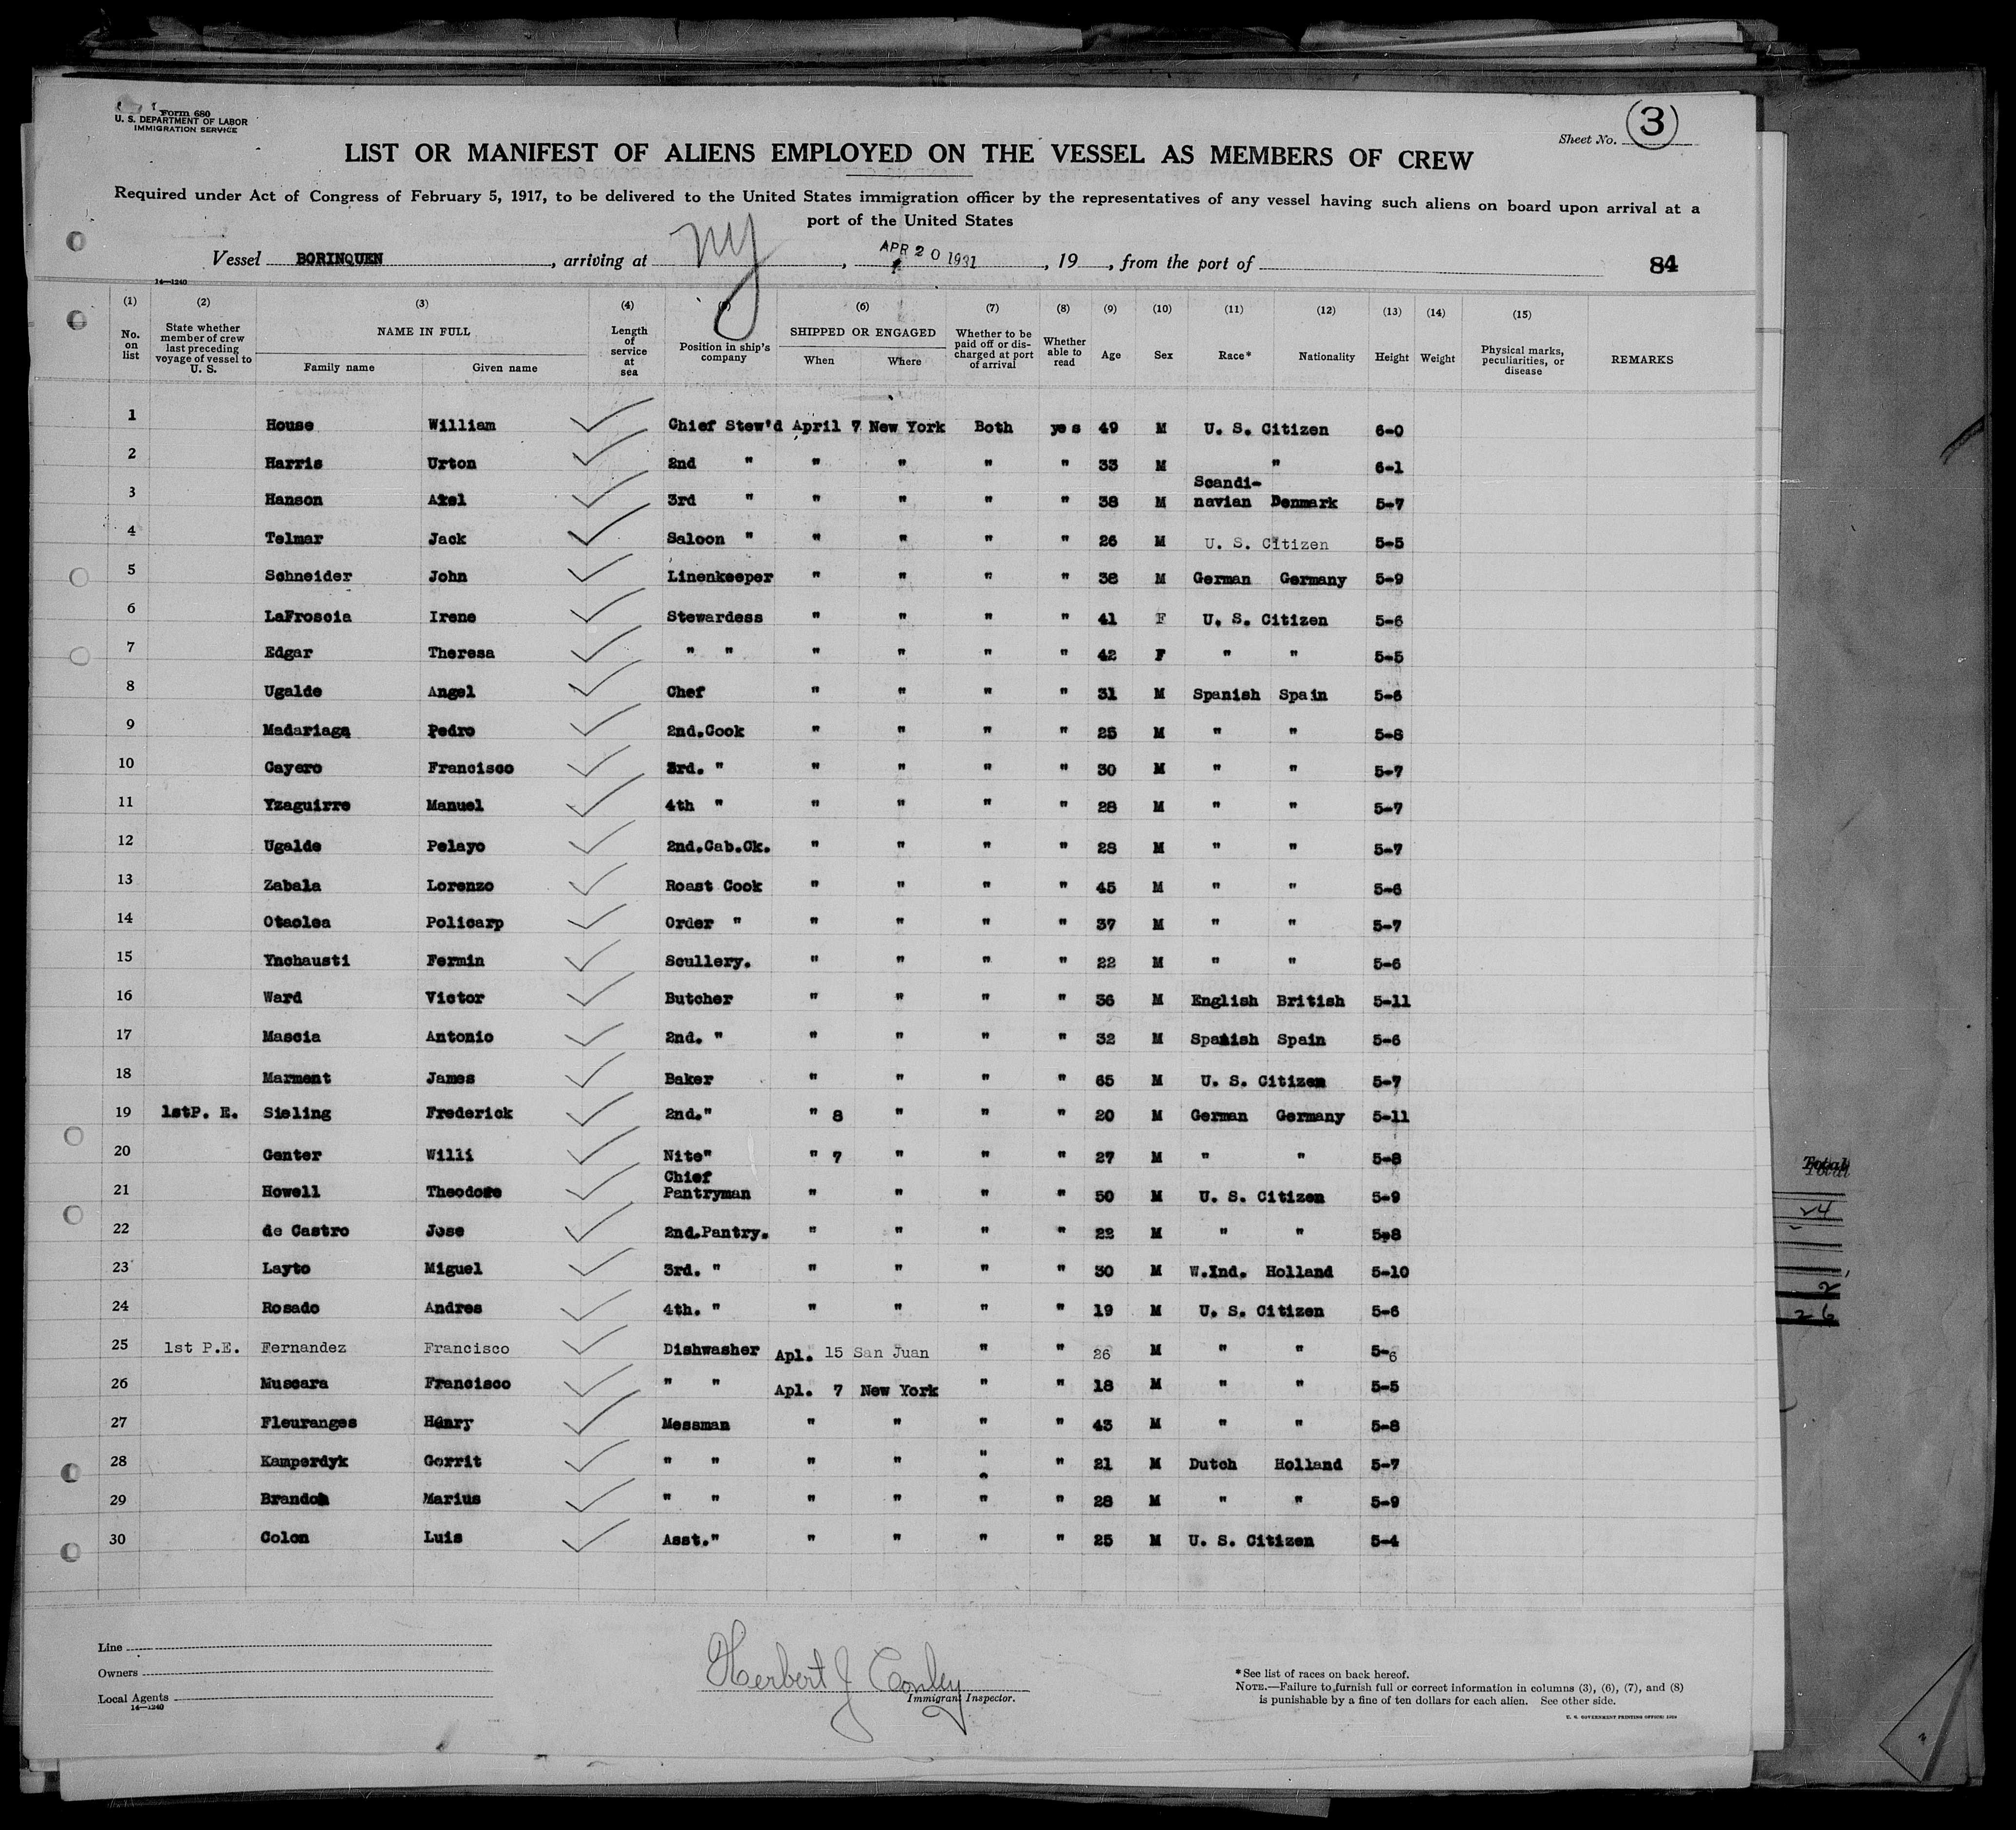 Form 680
U. S. DEPARTMENT OF LABOR
IMMIGRATION SERVICE
Sheet No. 3
LIST OR MANIFEST OF ALIENS EMPLOYED ON THE VESSEL AS MEMBERS OF CREW
Required under Act of Congress of February 5, 1917, to be delivered to the United States immigration officer by the representatives of any vessel having such aliens on board upon arrival at a
port of the United States
Vessel BORINQUEN, arriving at NY, APR 20 1931, 19, from the port of 84
14—1240
(1) (2) (3) (4) (6) (7) (8) (9) (10) (11) (12) (13) (14) (15)
No. on list State whether member of crew last preceding voyage of vessel to U. S. NAME IN FULL Family name Given name Length of service at sea Position in ship's company SHIPPED OR ENGAGED When Where Whether to be paid off or discharged at port of arrival Whether able to read Age Sex Race* Nationality Height Weight Physical marks, peculiarities, or disease REMARKS
1 House William Chief Stew'd April 7 New York Both yes 49 M U. S. Citizen 6-0
2 Harris Urton 2nd " " " " " 33 M " 6-1
3 Hanson Axel 3rd " " " " " 38 M Scandi-navian Denmark 5-7
4 Telmar Jack Saloon " " " " " 26 M U. S. Citizen 5-5
5 Schneider John Linenkeeper " " " " 38 M German Germany 5-9
6 LaFroscia Irene Stewardess " " " " 41 F U. S. Citizen 5-6
7 Edgar Theresa " " " " " " 42 F " " 5-5
8 Ugalde Angel Chef " " " " 31 M Spanish Spain 5-6
9 Madariaga Pedro 2nd.Cook " " " " 25 M " " 5-8
10 Cayero Francisco 3rd. " " " " " 30 M " " 5-7
11 Yzaguirre Manuel 4th " " " " " 28 M " " 5-7
12 Ugalde Pelayo 2nd.Cab.Ck. " " " " 28 M " " 5-7
13 Zabala Lorenzo Roast Cook " " " " 45 M " " 5-6
14 Otaolea Policarp Order " " " " " 37 M " " 5-7
15 Ynchausti Fermin Scullery. " " " " 22 M " " 5-6
16 Ward Victor Butcher " " " " 36 M English British 5-11
17 Mascia Antonio 2nd. " " " " " 32 M Spanish Spain 5-6
18 Marment James Baker " " " " 65 M U. S. Citizen 5-7
19 1stP. E. Sieling Frederick 2nd." " 8 " " " 20 M German Germany 5-11
20 Genter Willi Nite" " 7 " " " 27 M " " 5-8
21 Howell Theodore Chief Pantryman " " " " 50 M U. S. Citizen 5-9
22 de Castro Jose 2nd.Pantry. " " " " 22 M " " 5-8
23 Layto Miguel 3rd. " " " " " 30 M W.Ind. Holland 5-10
24 Rosado Andres 4th. " " " " " 19 M U. S. Citizen 5-6
25 1st P.E. Fernandez Francisco Dishwasher Apl. 15 San Juan " " 26 M " " 5-6
26 Muscara Francisco " " Apl. 7 New York " " 18 M " " 5-5
27 Fleuranges Henry Messman " " " " 43 M " " 5-8
28 Kamperdyk Gerrit " " " " " " 21 M Dutch Holland 5-7
29 Brandon Marius " " " " " " 28 M " " 5-9
30 Colon Luis Asst." " " " " 25 M U. S. Citizen 5-4
Total
24
2
26
Line
Owners
Local Agents
14—1240
Herbert J Conley
Immigrant Inspector.
*See list of races on back hereof.
NOTE.—Failure to furnish full or correct information in columns (3), (6), (7), and (8)
is punishable by a fine of ten dollars for each alien. See other side.
U. S. GOVERNMENT PRINTING OFFICE: